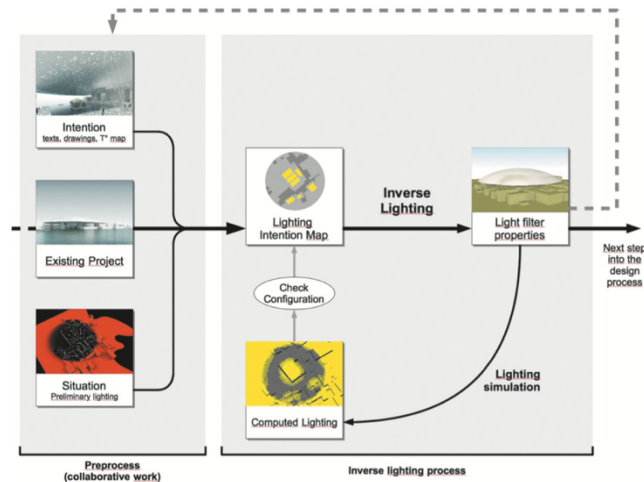 Intention
texts, drawings, T° map
Existing Project
Situation
Preliminary lighting
Preprocess
(collaborative work)
Lighting
Intention Map
Inverse
Lighting
Light filter
properties
Next step
into the
design
process
Check
Configuration
Computed Lighting
Lighting
simulation
Inverse lighting process